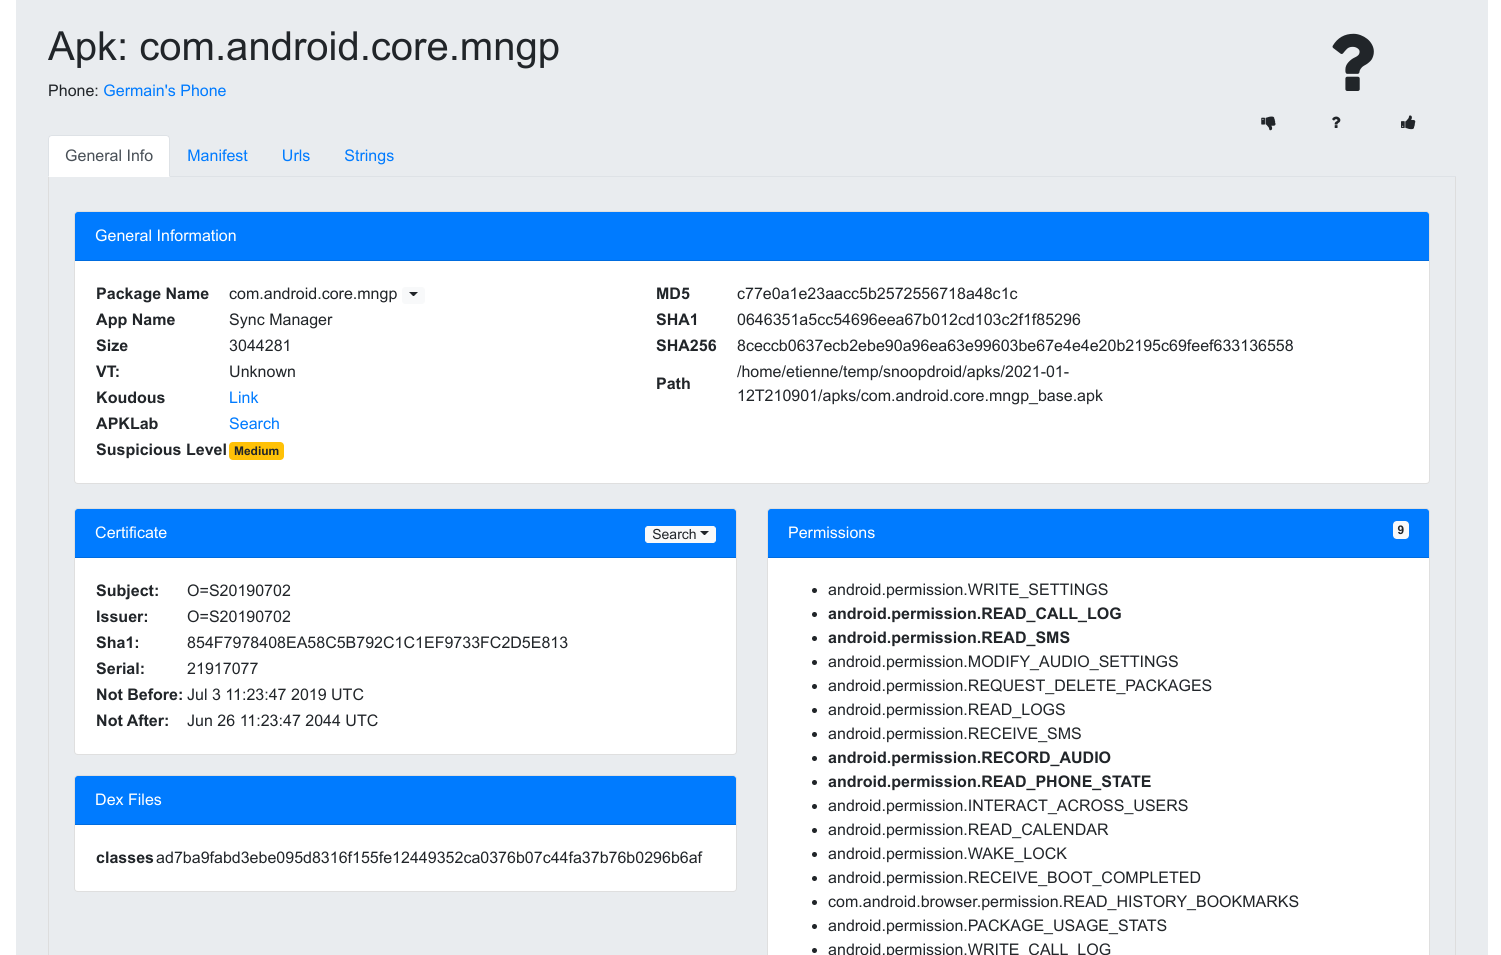 Apk: com.android.core.mngp
Phone: Germain's Phone
?
?
General Info Manifest Urls Strings
General Information
Package Name com.android.core.mngp
App Name Sync Manager
Size 3044281
VT: Unknown
Koudous Link
APKLab Search
Suspicious Level Medium
MD5 c77e0a1e23aacc5b2572556718a48c1c
SHA1 0646351a5cc54696eea67b012cd103c2f1f85296
SHA256 8ceccb0637ecb2ebe90a96ea63e99603be67e4e4e20b2195c69feef633136558
Path /home/etienne/temp/snoopdroid/apks/2021-01-
12T210901/apks/com.android.core.mngp_base.apk
Certificate Search
Subject: O=S20190702
Issuer: O=S20190702
Sha1: 854F7978408EA58C5B792C1C1EF9733FC2D5E813
Serial: 21917077
Not Before: Jul 3 11:23:47 2019 UTC
Not After: Jun 26 11:23:47 2044 UTC
Dex Files
classes ad7ba9fabd3ebe095d8316f155fe12449352ca0376b07c44fa37b76b0296b6af
Permissions 9
android.permission.WRITE_SETTINGS
android.permission.READ_CALL_LOG
android.permission.READ_SMS
android.permission.MODIFY_AUDIO_SETTINGS
android.permission.REQUEST_DELETE_PACKAGES
android.permission.READ_LOGS
android.permission.RECEIVE_SMS
android.permission.RECORD_AUDIO
android.permission.READ_PHONE_STATE
android.permission.INTERACT_ACROSS_USERS
android.permission.READ_CALENDAR
android.permission.WAKE_LOCK
android.permission.RECEIVE_BOOT_COMPLETED
com.android.browser.permission.READ_HISTORY_BOOKMARKS
android.permission.PACKAGE_USAGE_STATS
android.permission.WRITE_CALL_LOG